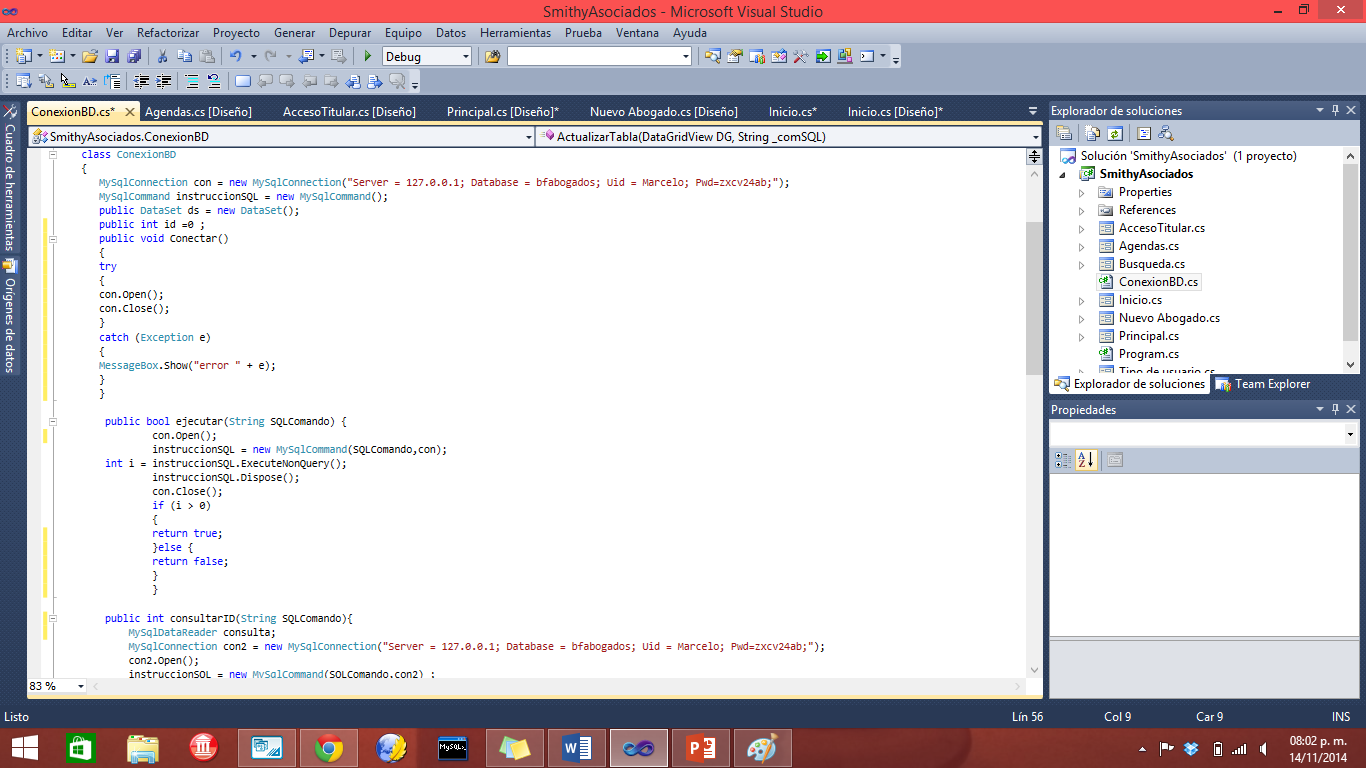 SmithyAsociados - Microsoft Visual Studio
Archivo Editar Ver Refactorizar Proyecto Generar Depurar Equipo Datos Herramientas Prueba Ventana Ayuda
Debug
ConexionBD.cs* Agendas.cs [Diseño] AccesoTitular.cs [Diseño] Principal.cs [Diseño]* Nuevo Abogado.cs [Diseño] Inicio.cs* Inicio.cs [Diseño]*
SmithyAsociados.ConexionBD ActualizarTabla(DataGridView DG, String _comSQL)
Cuadro de herramientas
Orígenes de datos
class ConexionBD
{
MySqlConnection con = new MySqlConnection("Server = 127.0.0.1; Database = bfabogados; Uid = Marcelo; Pwd=zxcv24ab;");
MySqlCommand instruccionSQL = new MySqlCommand();
public DataSet ds = new DataSet();
public int id =0 ;
public void Conectar()
{
try
{
con.Open();
con.Close();
}
catch (Exception e)
{
MessageBox.Show("error " + e);
}
}
public bool ejecutar(String SQLComando) {
con.Open();
instruccionSQL = new MySqlCommand(SQLComando,con);
int i = instruccionSQL.ExecuteNonQuery();
instruccionSQL.Dispose();
con.Close();
if (i > 0)
{
return true;
}else {
return false;
}
}
public int consultarID(String SQLComando){
MySqlDataReader consulta;
MySqlConnection con2 = new MySqlConnection("Server = 127.0.0.1; Database = bfabogados; Uid = Marcelo; Pwd=zxcv24ab;");
con2.Open();
instruccionSQL = new MySqlCommand(SQLComando,con2) ;
83 %
Explorador de soluciones
Solución 'SmithyAsociados' (1 proyecto)
SmithyAsociados
Properties
References
AccesoTitular.cs
Agendas.cs
Busqueda.cs
ConexionBD.cs
Inicio.cs
Nuevo Abogado.cs
Principal.cs
Program.cs
Tipo de usuario.cs
Explorador de soluciones Team Explorer
Propiedades
Listo Lín 56 Col 9 Car 9 INS
MySQL
08:02 p. m.
14/11/2014